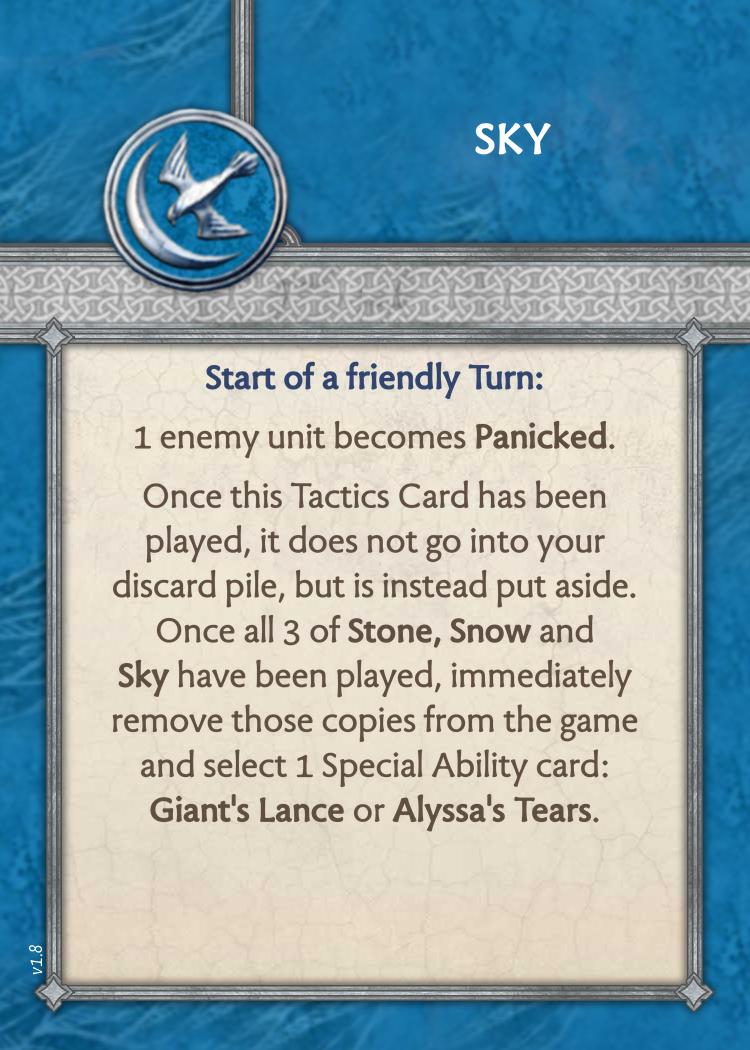 SKY
Start of a friendly Turn:
1 enemy unit becomes Panicked.
Once this Tactics Card has been
played, it does not go into your
discard pile, but is instead put aside.
Once all 3 of Stone, Snow and
Sky have been played, immediately
remove those copies from the game
and select 1 Special Ability card:
Giant's Lance or Alyssa's Tears.
v1.8